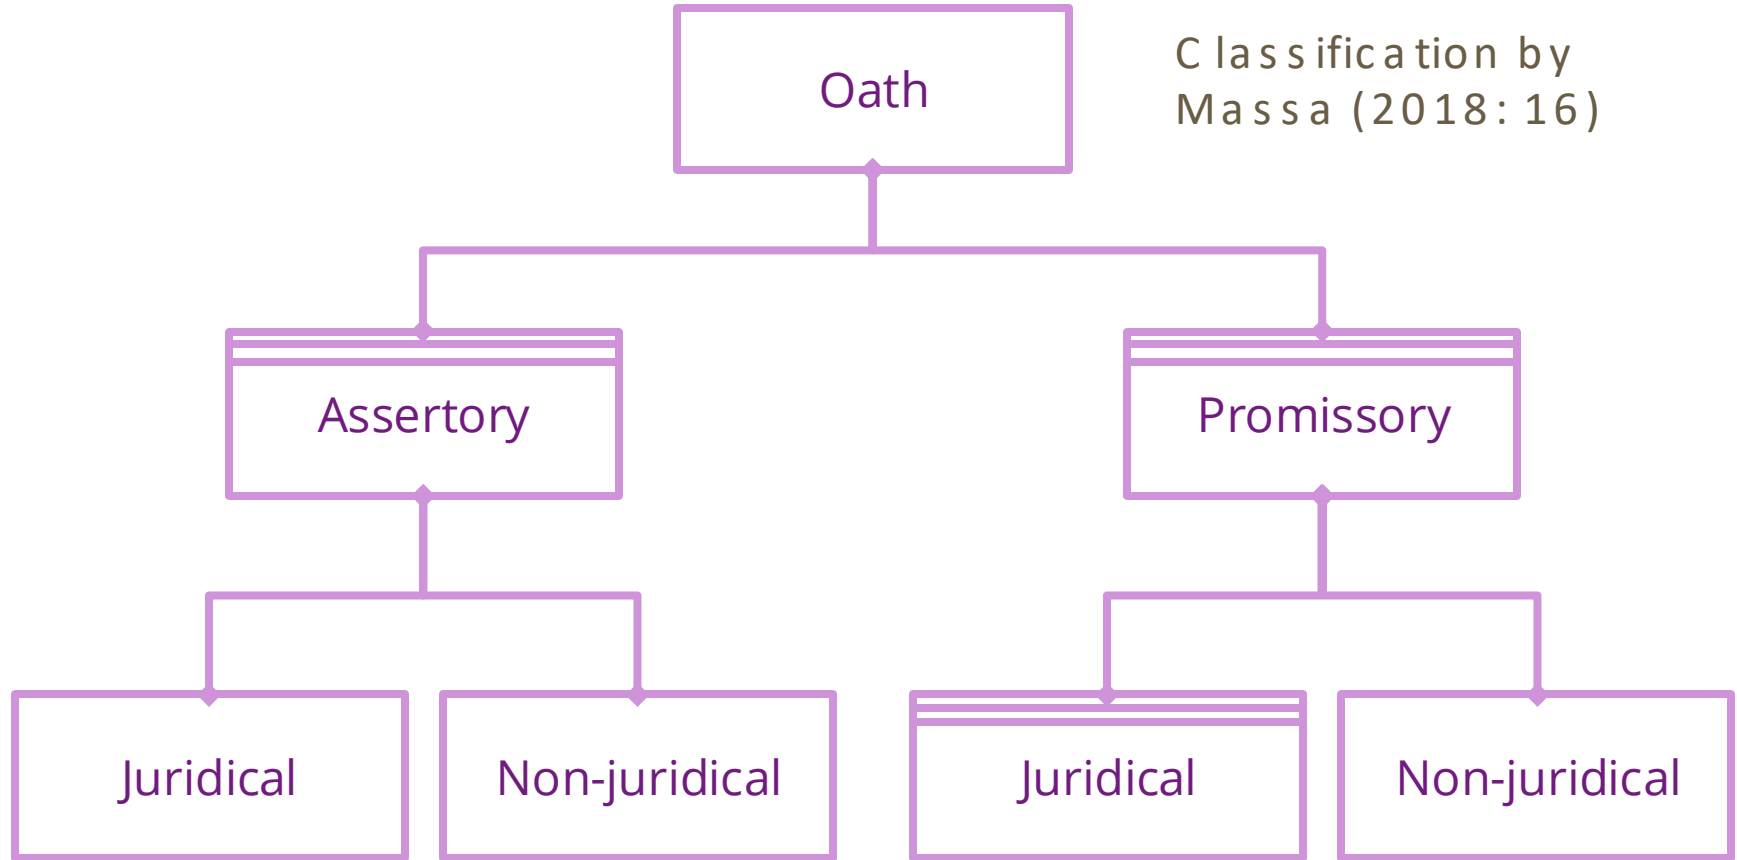 Oath
Classification by
Massa (2018: 16)
Assertory
Promissory
Juridical
Non-juridical
Juridical
Non-juridical